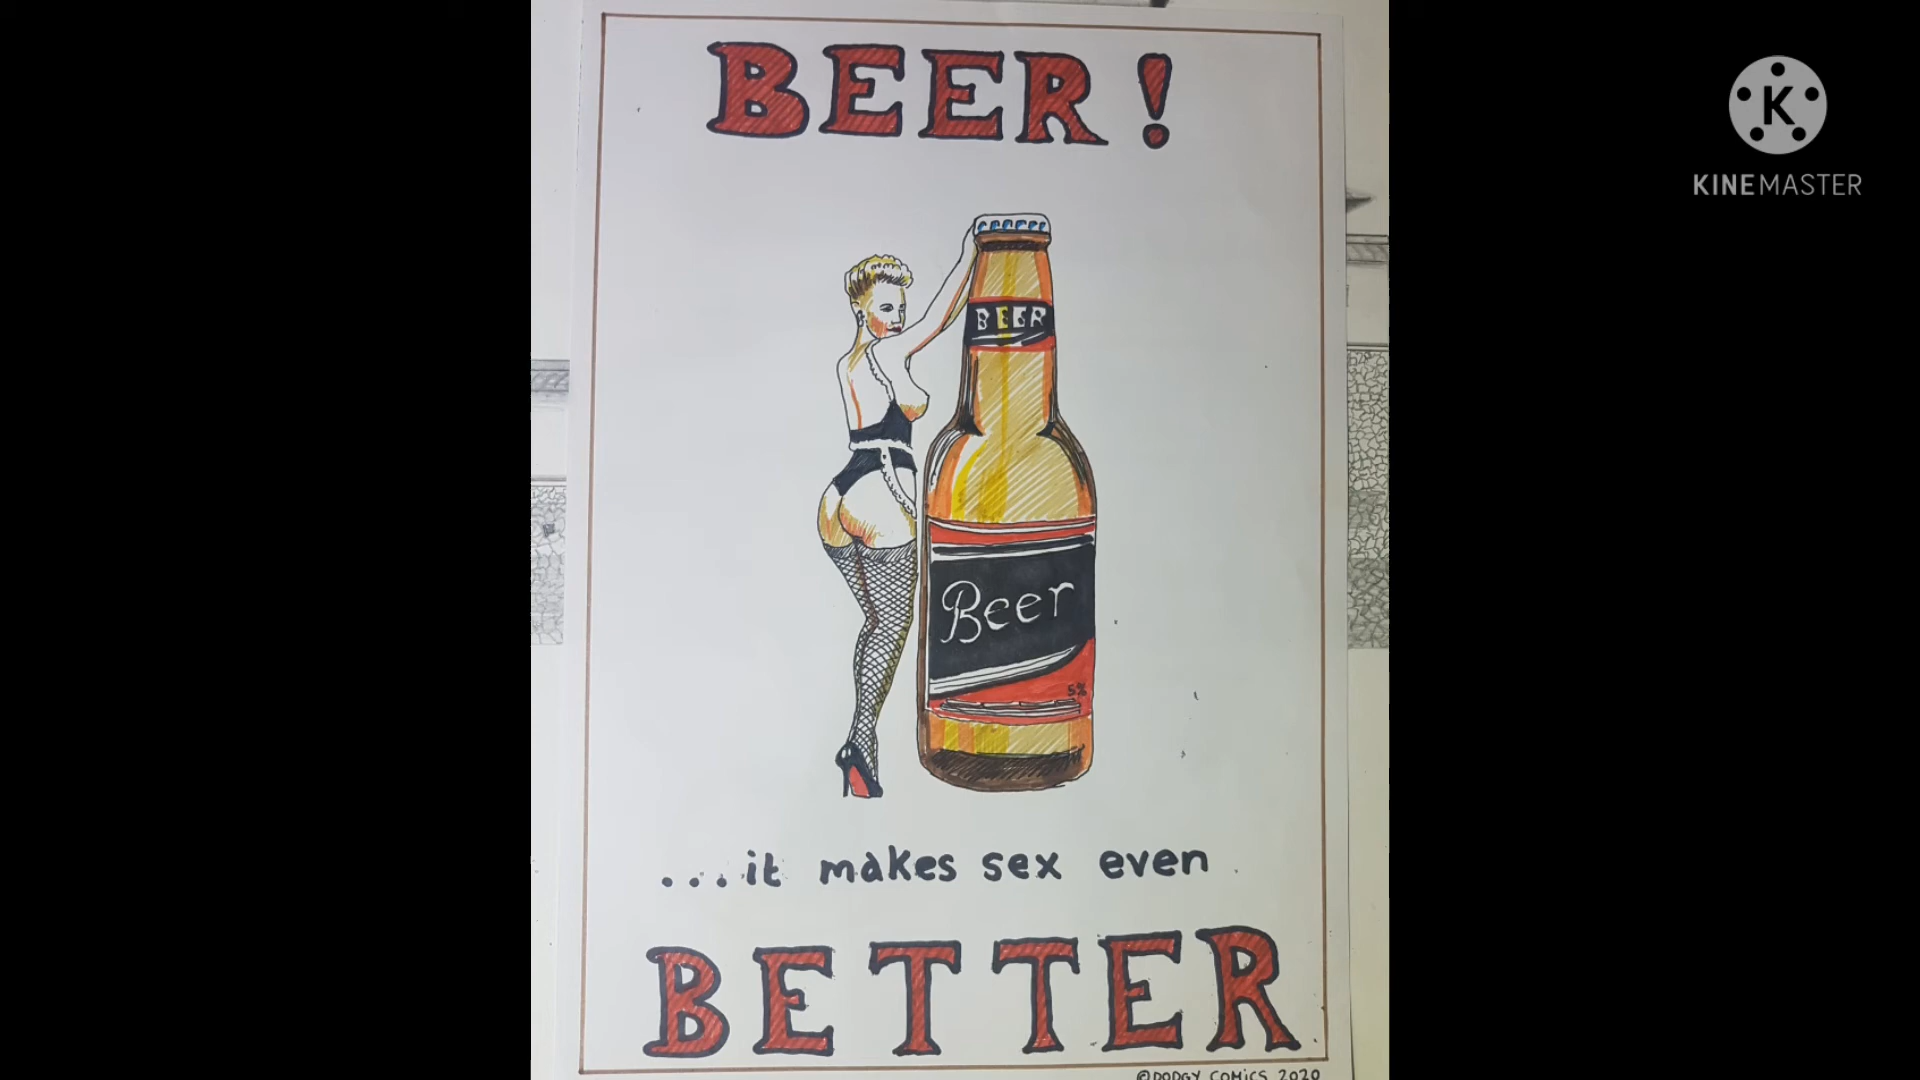 BEER!
K
KINEMASTER
BEER
Beer
5%
...it makes sex even
BETTER
©DODGY COMICS 2020